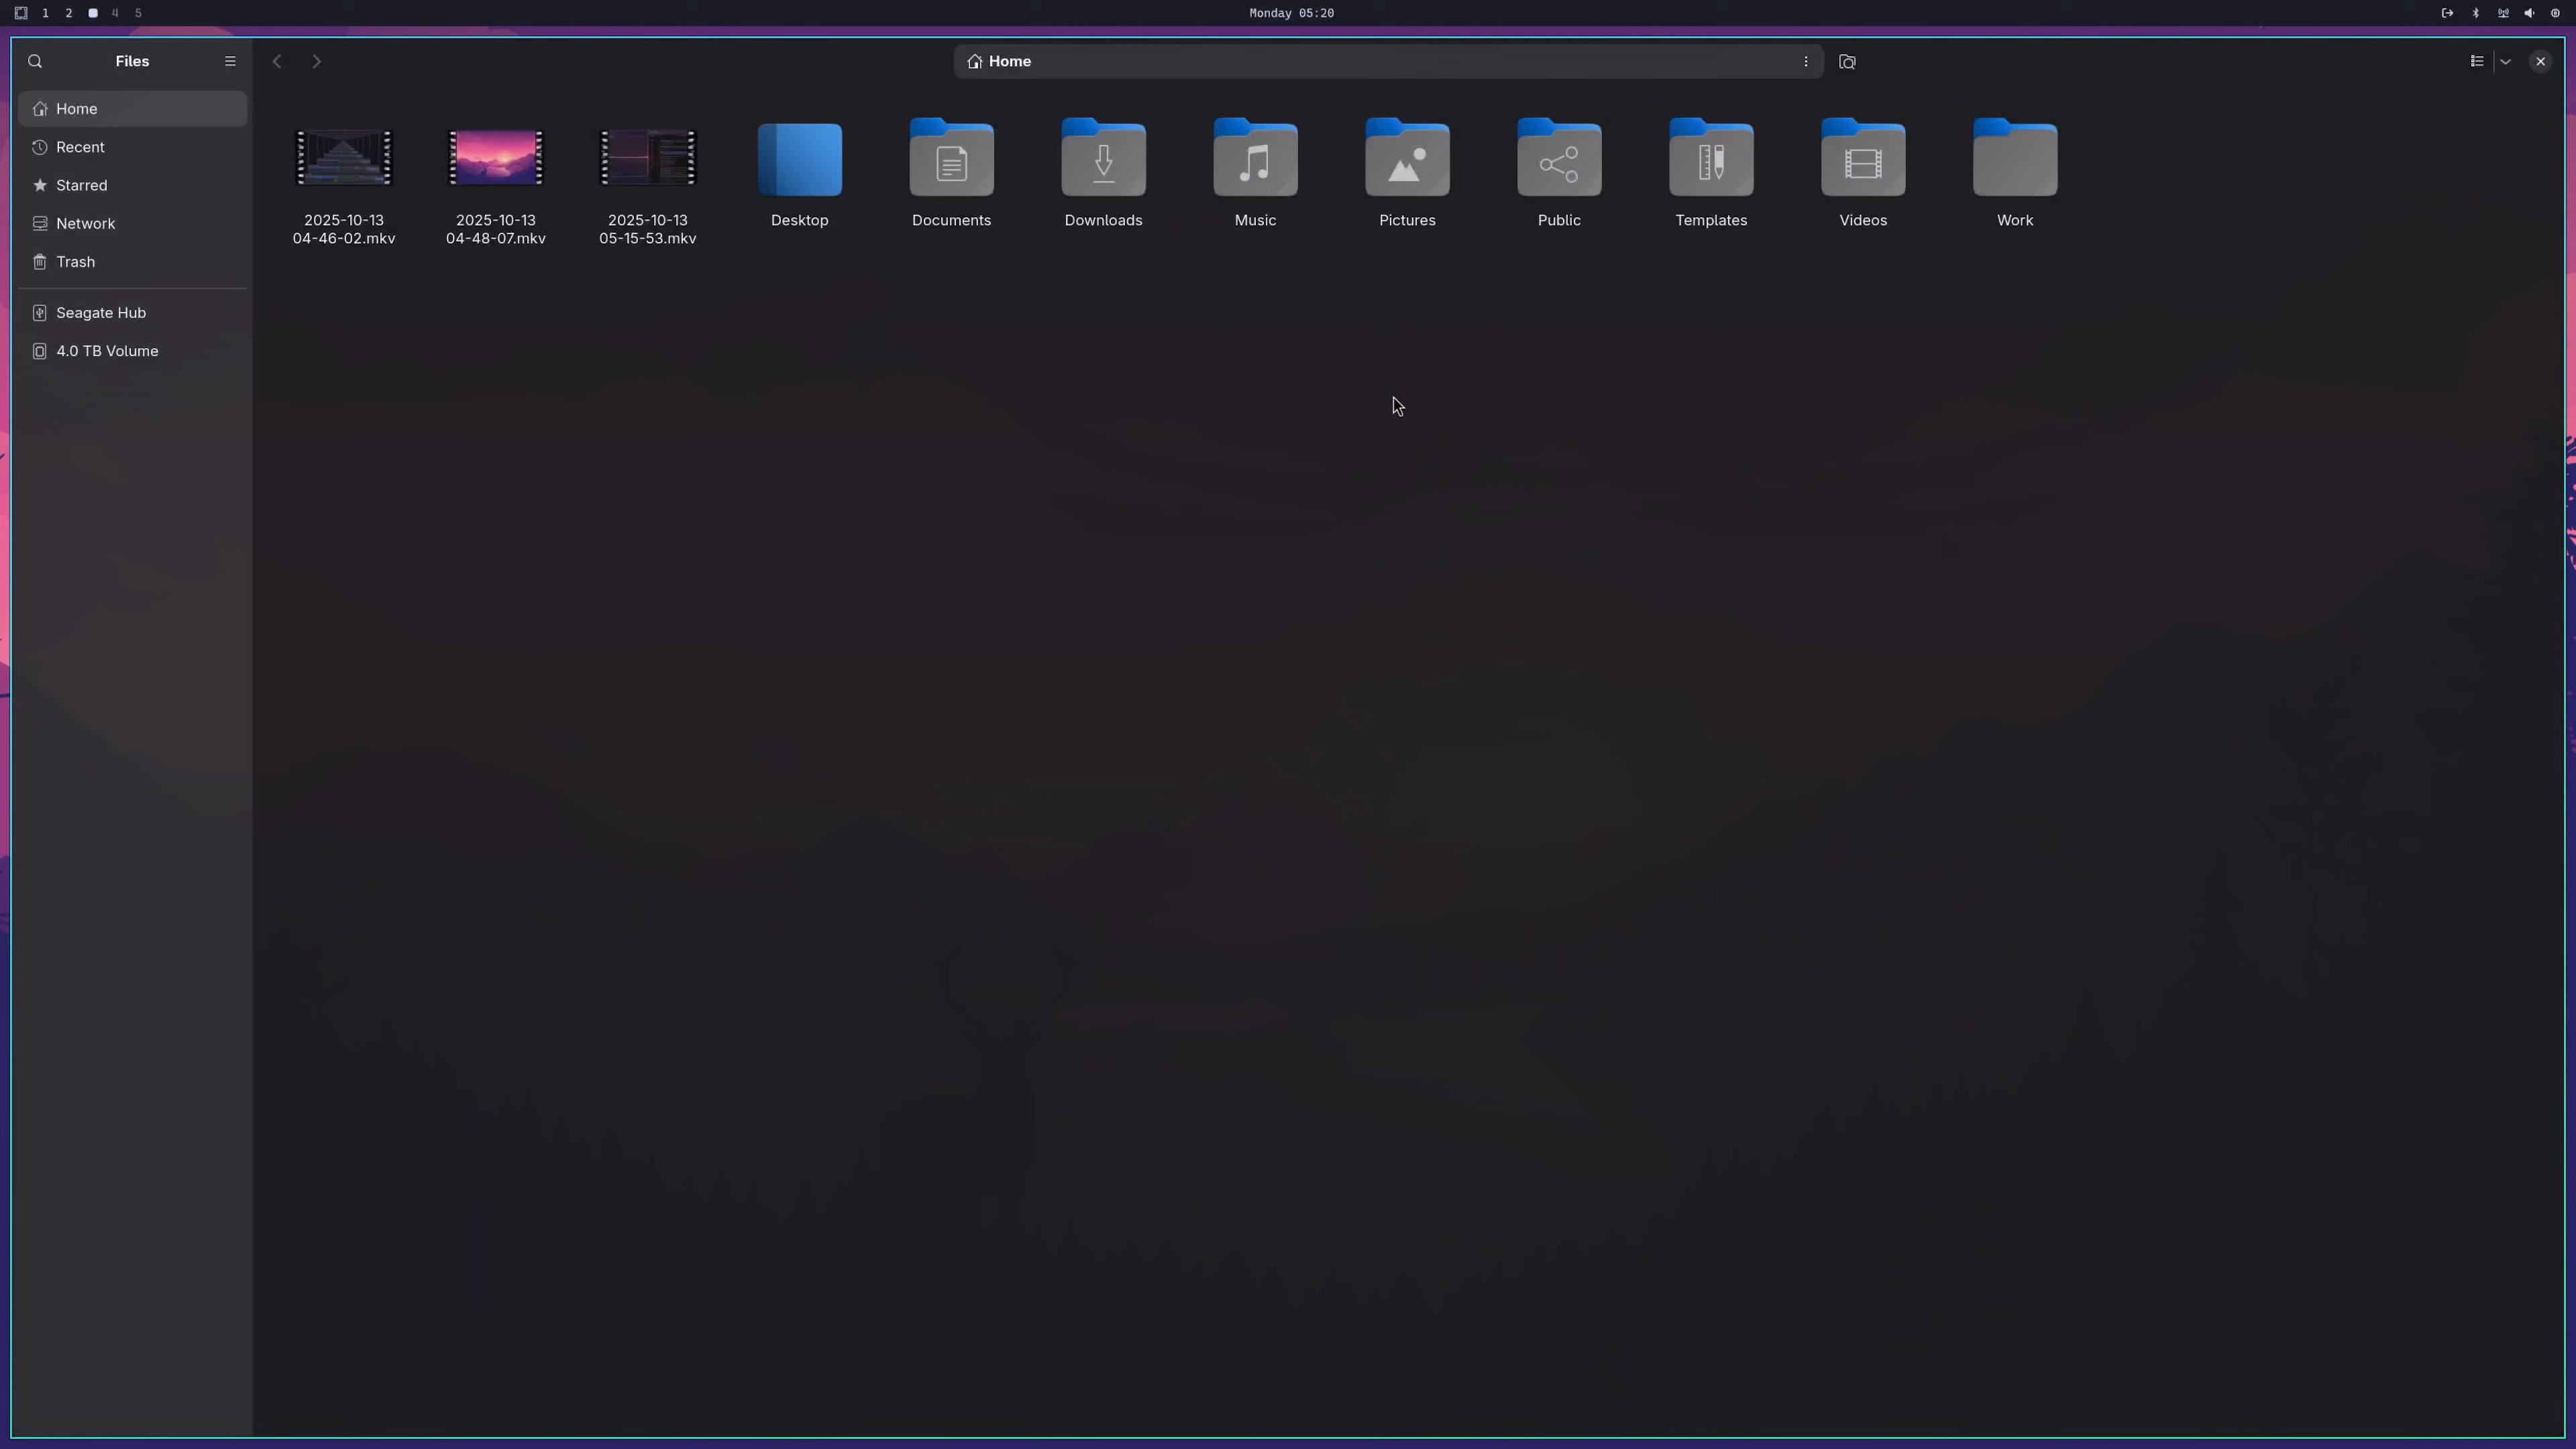 1 2 4 5
Monday 05:20
Files
Home
Home
Recent
Starred
Network
Trash
Seagate Hub
4.0 TB Volume
2025-10-13
04-46-02.mkv
2025-10-13
04-48-07.mkv
2025-10-13
05-15-53.mkv
Desktop
Documents
Downloads
Music
Pictures
Public
Templates
Videos
Work